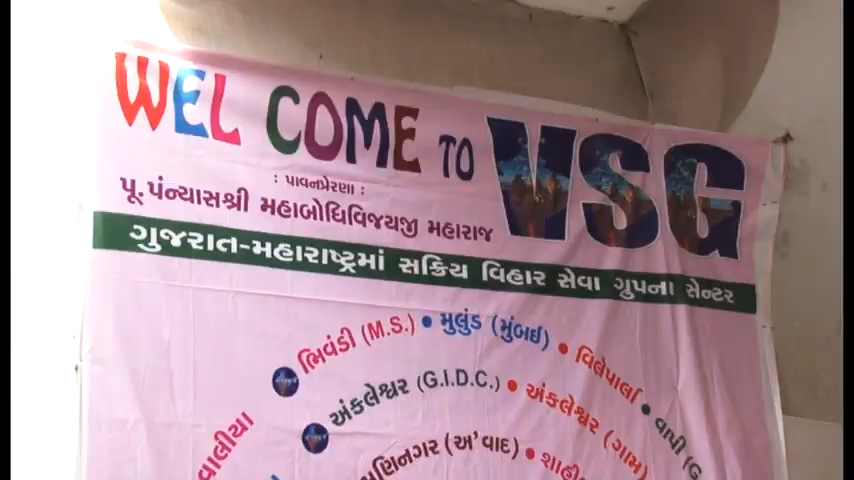 WEL COME TO VSG
: પાવનપ્રેરણા :
પૂ. પંન્યાસશ્રી મહાબોધિવિજયજી મહારાજ
ગુજરાત-મહારાષ્ટ્રમાં સક્રિય વિહાર સેવા ગ્રુપના સેન્ટર
ભિવંડી (M.S.) • મુલુંડ (મુંબઈ) • વિલેપાર્લા • વાપી
અંકલેશ્વર (G.I.D.C.) • અંકલેશ્વર (ગામ)
વાલીયા
(અ'વાદ) •